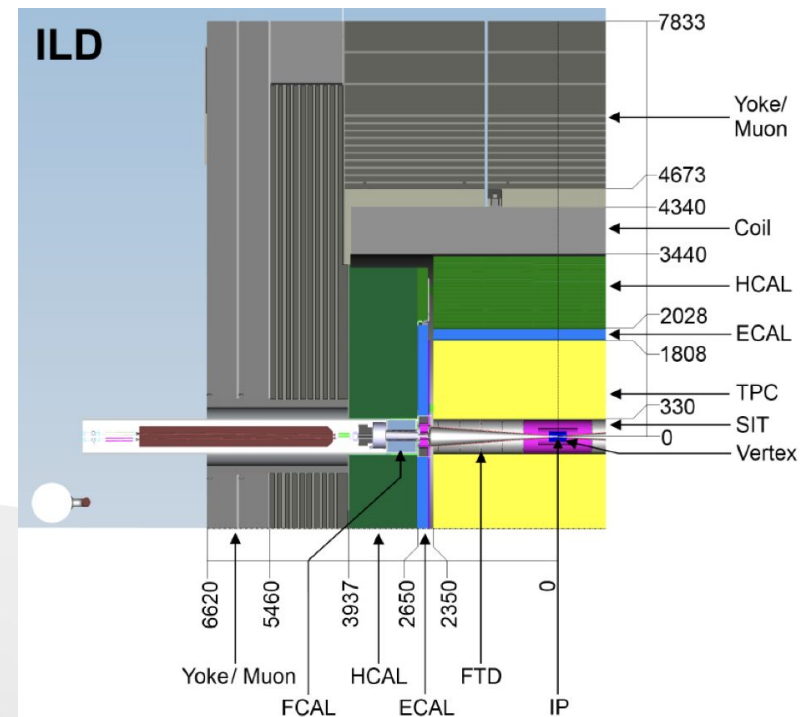 ILD
7833
Yoke/
Muon
4673
4340
Coil
3440
HCAL
2028
ECAL
1808
TPC
330
SIT
0
Vertex
6620
5460
3937
2650
2350
0
Yoke/ Muon
HCAL
FTD
FCAL
ECAL
IP